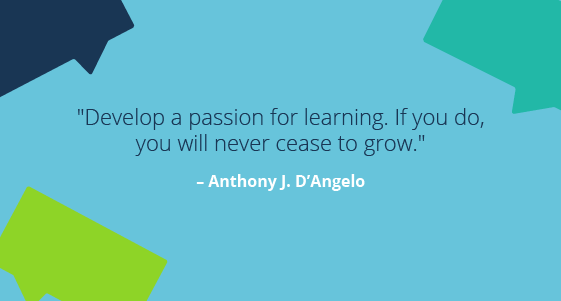 "Develop a passion for learning. If you do,
you will never cease to grow."
– Anthony J. D’Angelo